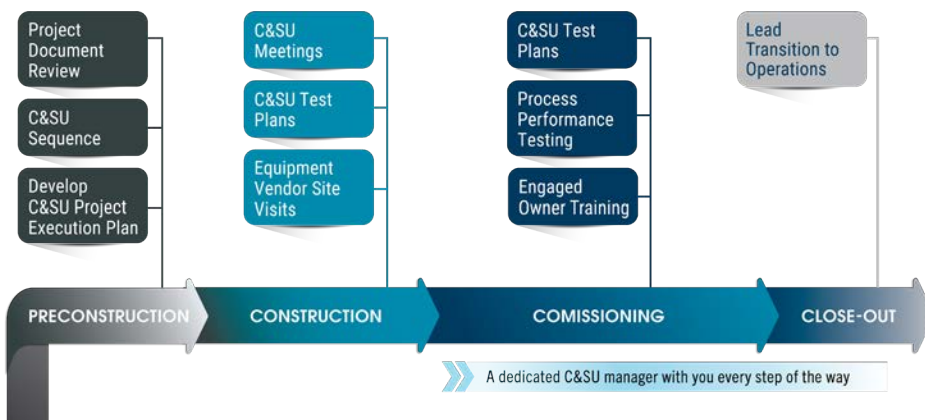 Project
Document
Review
C&SU
Sequence
Develop
C&SU Project
Execution Plan
C&SU
Meetings
C&SU Test
Plans
Equipment
Vendor Site
Visits
C&SU Test
Plans
Process
Performance
Testing
Engaged
Owner Training
Lead
Transition to
Operations
PRECONSTRUCTION
CONSTRUCTION
COMISSIONING
CLOSE-OUT
A dedicated C&SU manager with you every step of the way